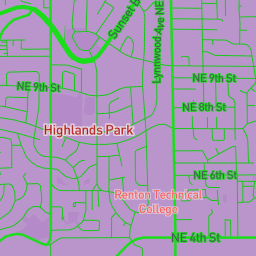 Sunset B
Lynnwood Ave NE
NE 9th St
NE 9th St
NE 8th St
Highlands Park
NE 6th St
Renton Technical
College
NE 4th St